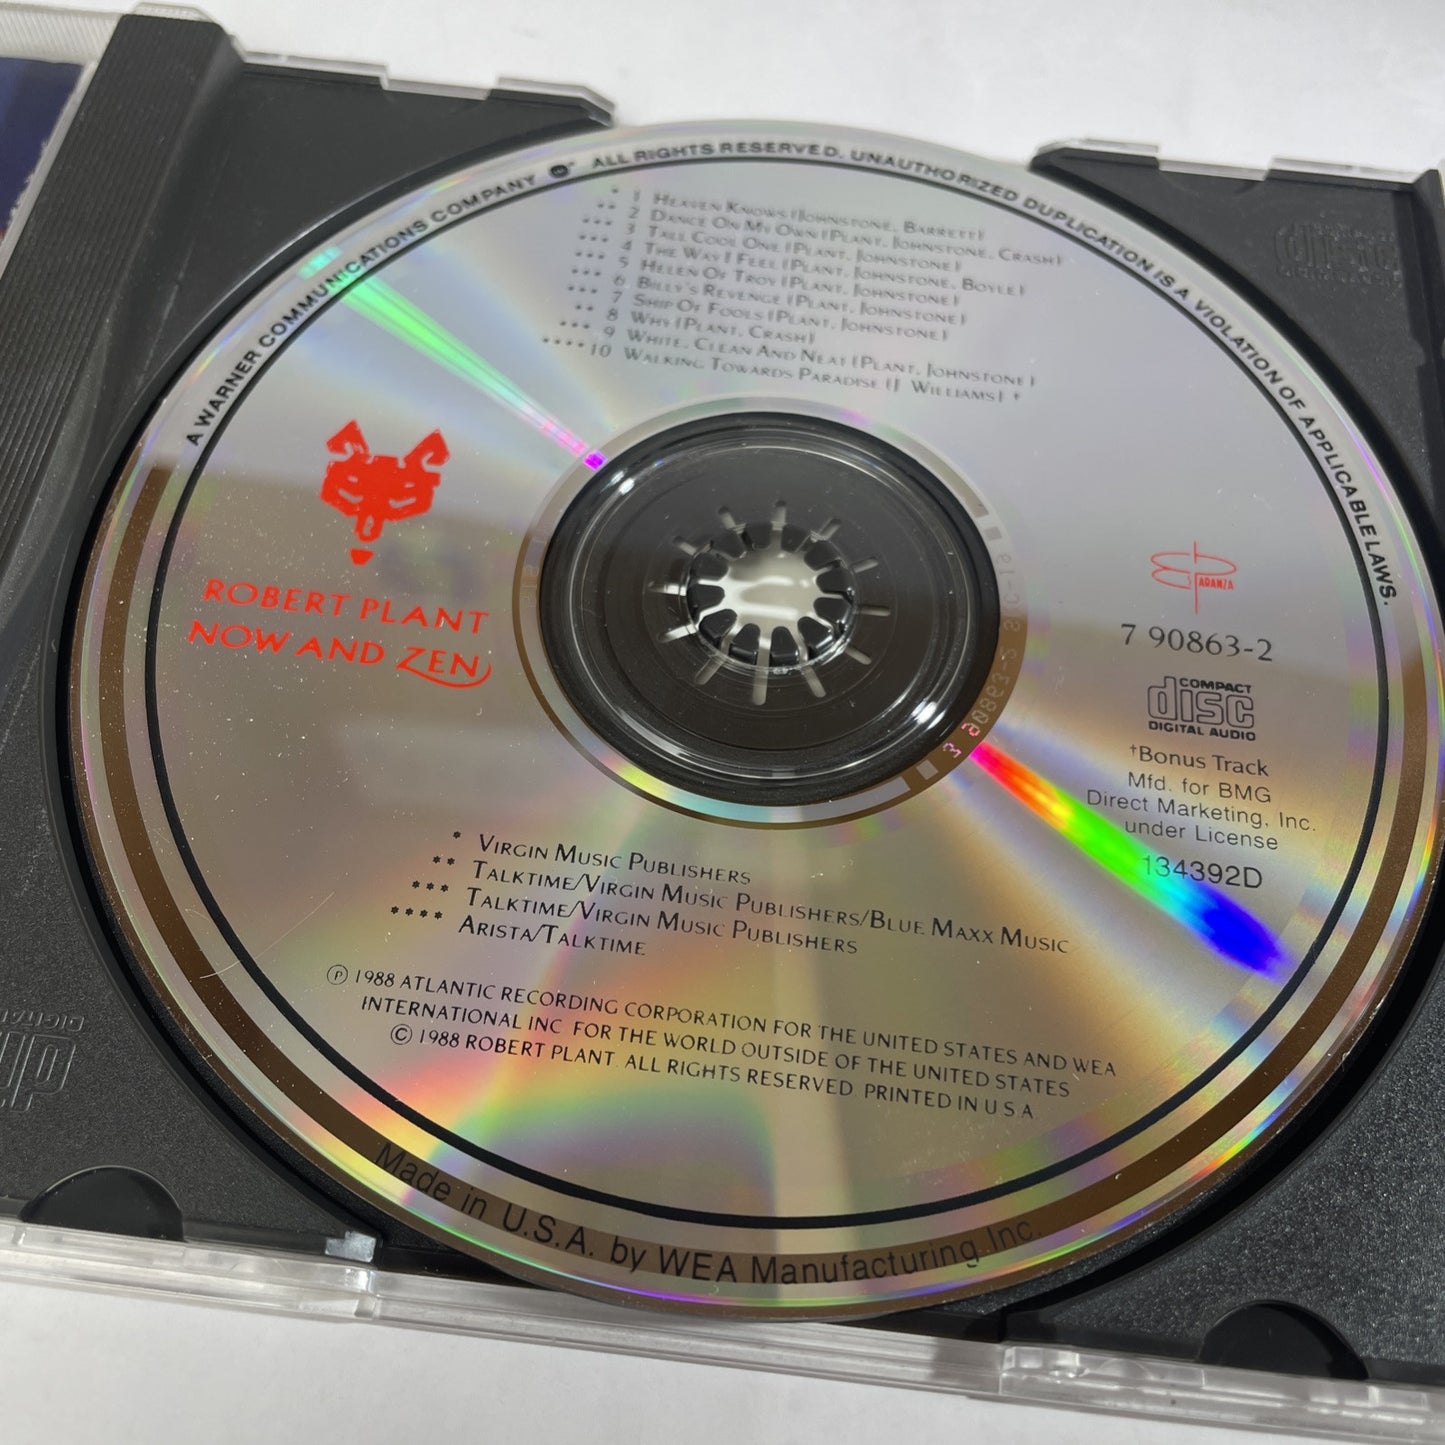 A WARNER COMMUNICATIONS COMPANY ALL RIGHTS RESERVED. UNAUTHORIZED DUPLICATION IS A VIOLATION OF APPLICABLE LAWS.
* 1 HEAVEN KNOWS (JOHNSTONE, BARRETT)
** 2 DANCE ON MY OWN (PLANT, JOHNSTONE, CRASH)
*** 3 TALL COOL ONE (PLANT, JOHNSTONE)
*** 4 THE WAY I FEEL (PLANT, JOHNSTONE, BOYLE)
*** 5 HELEN OF TROY (PLANT, JOHNSTONE)
*** 6 BILLY'S REVENGE (PLANT, JOHNSTONE)
*** 7 SHIP OF FOOLS (PLANT, JOHNSTONE)
** 8 WHY (PLANT, CRASH)
*** 9 WHITE, CLEAN AND NEAT (PLANT, JOHNSTONE)
**** 10 WALKING TOWARDS PARADISE (J WILLIAMS) †
ROBERT PLANT
NOW AND ZEN
ES PARANZA
7 90863-2
COMPACT
disc
DIGITAL AUDIO
†Bonus Track
Mfd. for BMG
Direct Marketing, Inc.
under License
134392D
* VIRGIN MUSIC PUBLISHERS
** TALKTIME/VIRGIN MUSIC PUBLISHERS/BLUE MAXX MUSIC
*** TALKTIME/VIRGIN MUSIC PUBLISHERS
**** ARISTA/TALKTIME
℗ 1988 ATLANTIC RECORDING CORPORATION FOR THE UNITED STATES AND WEA
INTERNATIONAL INC. FOR THE WORLD OUTSIDE OF THE UNITED STATES
© 1988 ROBERT PLANT. ALL RIGHTS RESERVED. PRINTED IN U S A
Made in U.S.A. by WEA Manufacturing Inc.